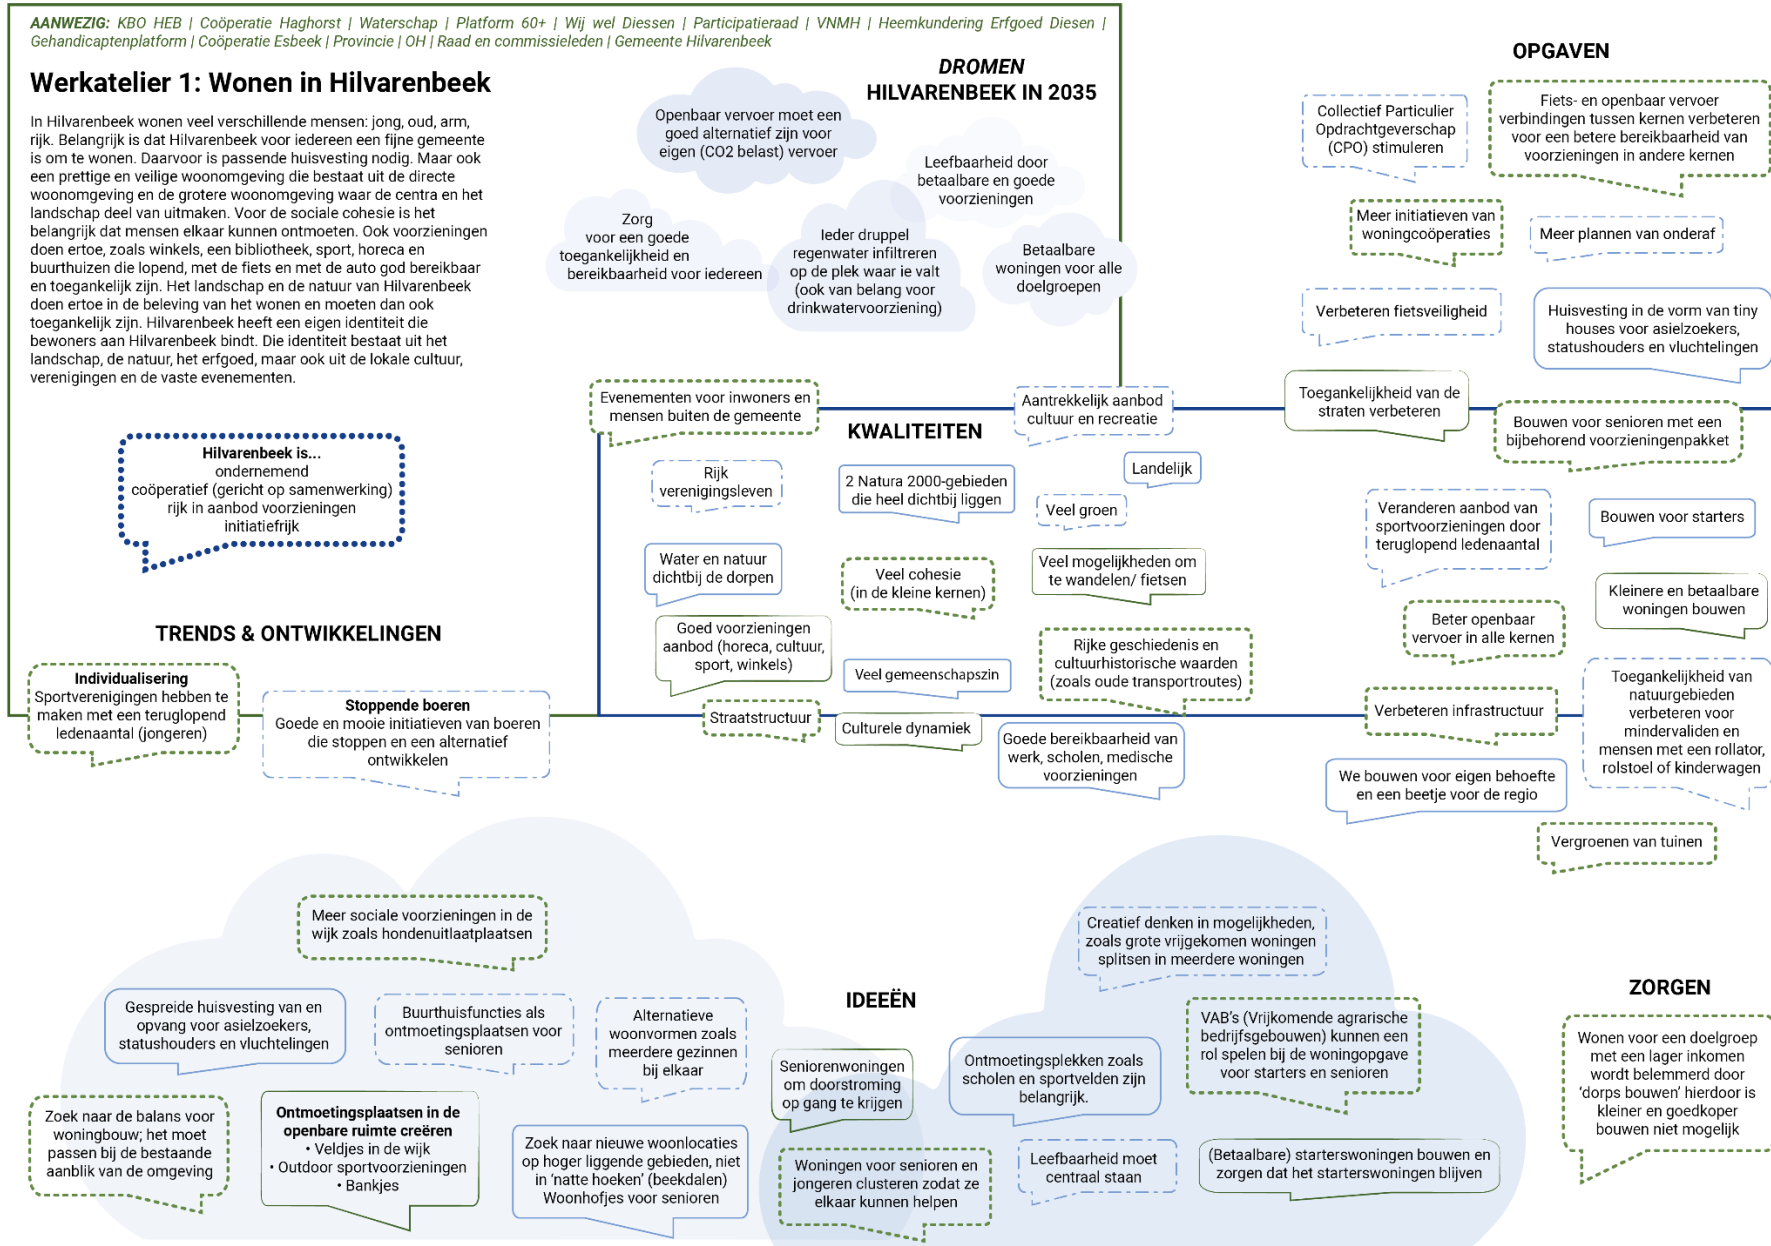 AANWEZIG: KBO HEB | Coöperatie Haghorst | Waterschap | Platform 60+ | Wij wel Diessen | Participatieraad | VNMH | Heemkundering Erfgoed Diesen |
Gehandicaptenplatform | Coöperatie Esbeek | Provincie | OH | Raad en commissieleden | Gemeente Hilvarenbeek
Werkatelier 1: Wonen in Hilvarenbeek
In Hilvarenbeek wonen veel verschillende mensen: jong, oud, arm,
rijk. Belangrijk is dat Hilvarenbeek voor iedereen een fijne gemeente
is om te wonen. Daarvoor is passende huisvesting nodig. Maar ook
een prettige en veilige woonomgeving die bestaat uit de directe
woonomgeving en de grotere woonomgeving waar de centra en het
landschap deel van uitmaken. Voor de sociale cohesie is het
belangrijk dat mensen elkaar kunnen ontmoeten. Ook voorzieningen
doen ertoe, zoals winkels, een bibliotheek, sport, horeca en
buurthuizen die lopend, met de fiets en met de auto god bereikbaar
en toegankelijk zijn. Het landschap en de natuur van Hilvarenbeek
doen ertoe in de beleving van het wonen en moeten dan ook
toegankelijk zijn. Hilvarenbeek heeft een eigen identiteit die
bewoners aan Hilvarenbeek bindt. Die identiteit bestaat uit het
landschap, de natuur, het erfgoed, maar ook uit de lokale cultuur,
verenigingen en de vaste evenementen.
Hilvarenbeek is...
ondernemend
coöperatief (gericht op samenwerking)
rijk in aanbod voorzieningen
initiatiefrijk
DROMEN
HILVARENBEEK IN 2035
Openbaar vervoer moet een
goed alternatief zijn voor
eigen (CO2 belast) vervoer
Leefbaarheid door
betaalbare en goede
voorzieningen
Zorg
voor een goede
toegankelijkheid en
bereikbaarheid voor iedereen
Ieder druppel
regenwater infiltreren
op de plek waar ie valt
(ook van belang voor
drinkwatervoorziening)
Betaalbare
woningen voor alle
doelgroepen
OPGAVEN
Collectief Particulier
Opdrachtgeverschap
(CPO) stimuleren
Fiets- en openbaar vervoer
verbindingen tussen kernen verbeteren
voor een betere bereikbaarheid van
voorzieningen in andere kernen
Meer initiatieven van
woningcoöperaties
Meer plannen van onderaf
Verbeteren fietsveiligheid
Huisvesting in de vorm van tiny
houses voor asielzoekers,
statushouders en vluchtelingen
Toegankelijkheid van de
straten verbeteren
Bouwen voor senioren met een
bijbehorend voorzieningenpakket
Veranderen aanbod van
sportvoorzieningen door
teruglopend ledenaantal
Bouwen voor starters
Kleinere en betaalbare
woningen bouwen
Beter openbaar
vervoer in alle kernen
Toegankelijkheid van
natuurgebieden
verbeteren voor
mindervaliden en
mensen met een rollator,
rolstoel of kinderwagen
Verbeteren infrastructuur
We bouwen voor eigen behoefte
en een beetje voor de regio
Vergroenen van tuinen
KWALITEITEN
Evenementen voor inwoners en
mensen buiten de gemeente
Aantrekkelijk aanbod
cultuur en recreatie
Rijk
verenigingsleven
2 Natura 2000-gebieden
die heel dichtbij liggen
Landelijk
Veel groen
Water en natuur
dichtbij de dorpen
Veel cohesie
(in de kleine kernen)
Veel mogelijkheden om
te wandelen/ fietsen
Goed voorzieningen
aanbod (horeca, cultuur,
sport, winkels)
Veel gemeenschapszin
Rijke geschiedenis en
cultuurhistorische waarden
(zoals oude transportroutes)
Straatstructuur
Culturele dynamiek
Goede bereikbaarheid van
werk, scholen, medische
voorzieningen
TRENDS & ONTWIKKELINGEN
Individualisering
Sportverenigingen hebben te
maken met een teruglopend
ledenaantal (jongeren)
Stoppende boeren
Goede en mooie initiatieven van boeren
die stoppen en een alternatief
ontwikkelen
IDEEËN
Meer sociale voorzieningen in de
wijk zoals hondenuitlaatplaatsen
Gespreide huisvesting van en
opvang voor asielzoekers,
statushouders en vluchtelingen
Buurthuisfuncties als
ontmoetingsplaatsen voor
senioren
Alternatieve
woonvormen zoals
meerdere gezinnen
bij elkaar
Zoek naar de balans voor
woningbouw; het moet
passen bij de bestaande
aanblik van de omgeving
Ontmoetingsplaatsen in de
openbare ruimte creëren
• Veldjes in de wijk
• Outdoor sportvoorzieningen
• Bankjes
Zoek naar nieuwe woonlocaties
op hoger liggende gebieden, niet
in ‘natte hoeken’ (beekdalen)
Woonhofjes voor senioren
Seniorenwoningen
om doorstroming
op gang te krijgen
Creatief denken in mogelijkheden,
zoals grote vrijgekomen woningen
splitsen in meerdere woningen
Ontmoetingsplekken zoals
scholen en sportvelden zijn
belangrijk.
VAB's (Vrijkomende agrarische
bedrijfsgebouwen) kunnen een
rol spelen bij de woningopgave
voor starters en senioren
Woningen voor senioren en
jongeren clusteren zodat ze
elkaar kunnen helpen
Leefbaarheid moet
centraal staan
(Betaalbare) starterswoningen bouwen en
zorgen dat het starterswoningen blijven
ZORGEN
Wonen voor een doelgroep
met een lager inkomen
wordt belemmerd door
‘dorps bouwen’ hierdoor is
kleiner en goedkoper
bouwen niet mogelijk